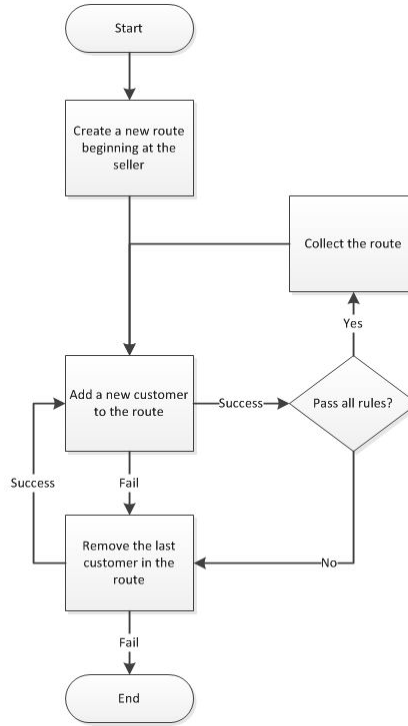 Start
Create a new route
beginning at the
seller
Collect the route
Yes
Add a new customer
to the route
Success
Pass all rules?
Success
Fail
Remove the last
customer in the
route
No
Fail
End